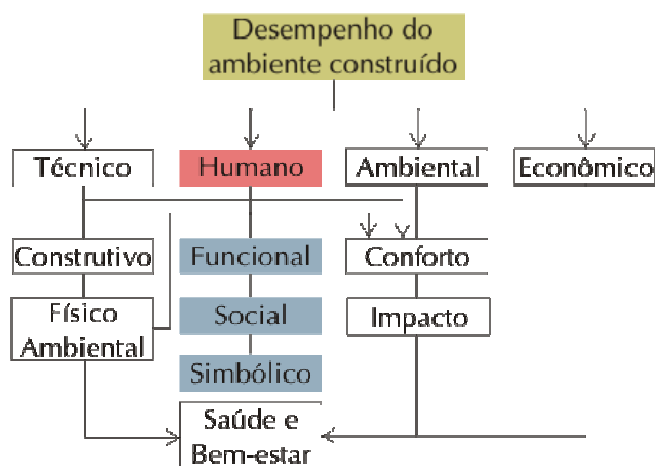 Desempenho do
ambiente construído
Técnico
Humano
Ambiental
Econômico
Construtivo
Funcional
Conforto
Físico
Ambiental
Social
Impacto
Simbólico
Saúde e
Bem-estar